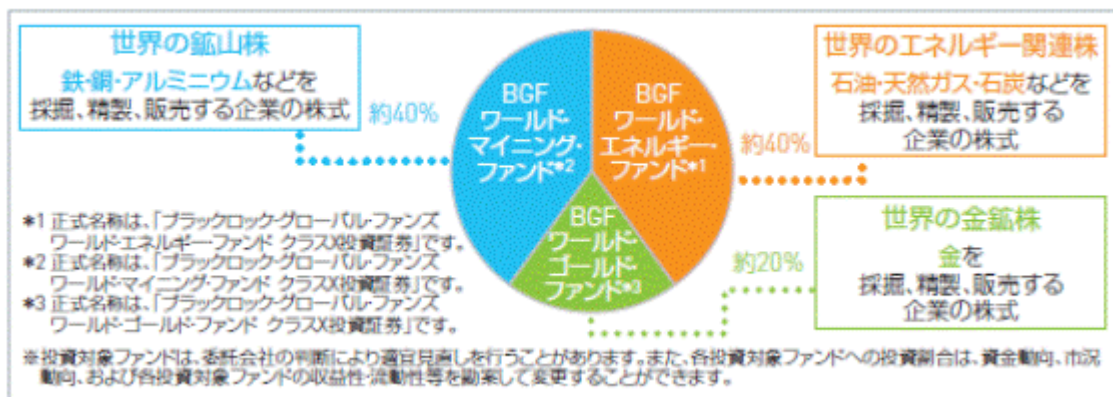 世界の鉱山株
鉄・銅・アルミニウムなどを
採掘、精製、販売する企業の株式
約40%
BGF
ワールド・
マイニング・
ファンド*2
BGF
ワールド・
エネルギー・
ファンド*1
世界のエネルギー関連株
石油・天然ガス・石炭などを
採掘、精製、販売する
企業の株式
約40%
BGF
ワールド・
ゴールド・
ファンド*3
約20%
世界の金鉱株
金を
採掘、精製、販売する
企業の株式
*1 正式名称は、「ブラックロック・グローバル・ファンズ
ワールド・エネルギー・ファンド クラスX投資証券」です。
*2 正式名称は、「ブラックロック・グローバル・ファンズ
ワールド・マイニング・ファンド クラスX投資証券」です。
*3 正式名称は、「ブラックロック・グローバル・ファンズ
ワールド・ゴールド・ファンド クラスX投資証券」です。
※投資対象ファンドは、委託会社の判断により適宜見直しを行うことがあります。また、各投資対象ファンドへの投資割合は、資金動向、市況
動向、および各投資対象ファンドの収益性・流動性等を勘案して変更することができます。